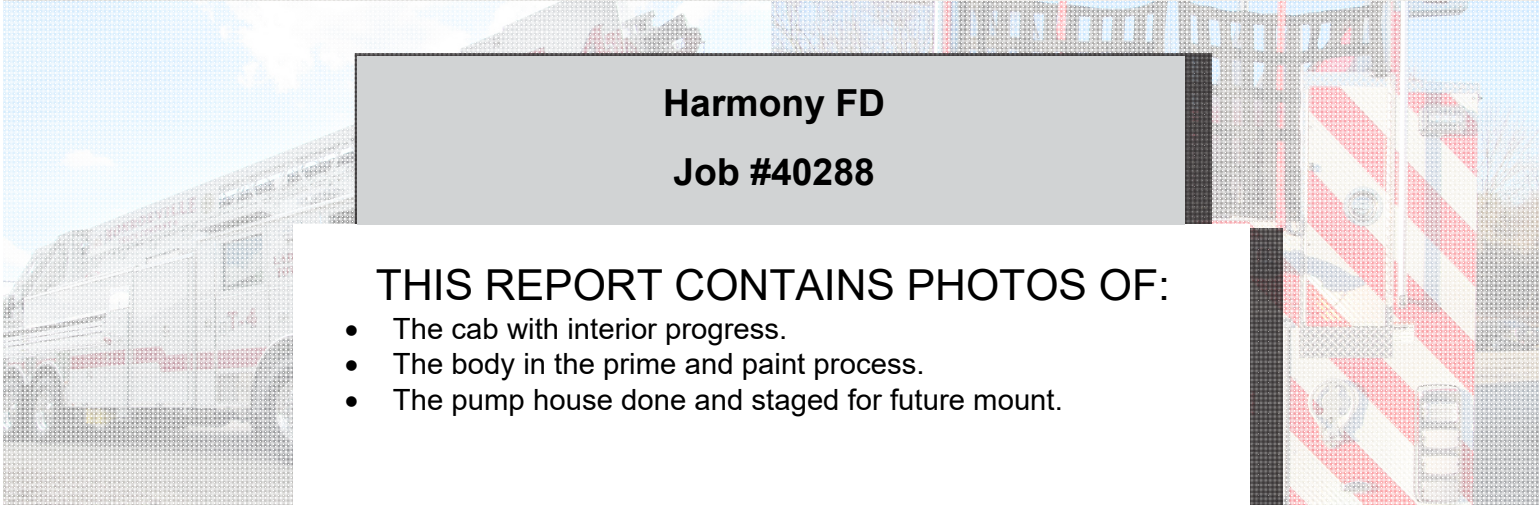 Harmony FD
Job #40288
THIS REPORT CONTAINS PHOTOS OF:
• The cab with interior progress.
• The body in the prime and paint process.
• The pump house done and staged for future mount.
T-4